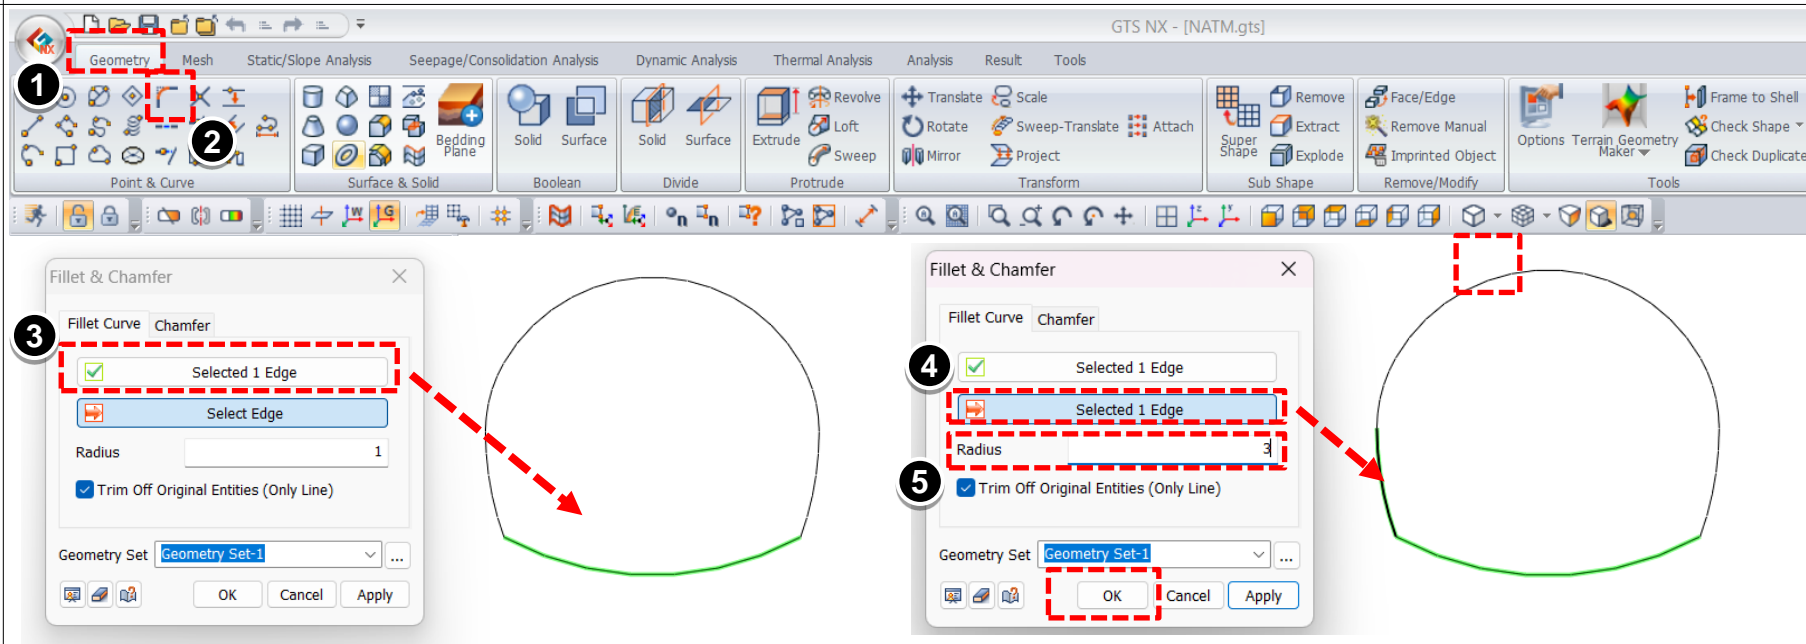 GTS NX - [NATM.gts]
NX
Geometry Mesh Static/Slope Analysis Seepage/Consolidation Analysis Dynamic Analysis Thermal Analysis Analysis Result Tools
1
2
Point & Curve
Bedding Plane
Surface & Solid
Solid Surface
Boolean
Solid Surface
Divide
Extrude
Revolve
Loft
Sweep
Protrude
Translate Scale
Rotate Sweep-Translate Attach
Mirror Project
Transform
Super Shape
Remove
Extract
Explode
Sub Shape
Face/Edge
Remove Manual
Imprinted Object
Remove/Modify
Options Terrain Geometry Maker
Frame to Shell
Check Shape
Check Duplicate
Tools
Fillet & Chamfer
3
Fillet Curve Chamfer
Selected 1 Edge
Select Edge
Radius 1
Trim Off Original Entities (Only Line)
Geometry Set Geometry Set-1 ...
OK Cancel Apply
Fillet & Chamfer
Fillet Curve Chamfer
4
Selected 1 Edge
Selected 1 Edge
Radius 3
5
Trim Off Original Entities (Only Line)
Geometry Set Geometry Set-1 ...
OK Cancel Apply